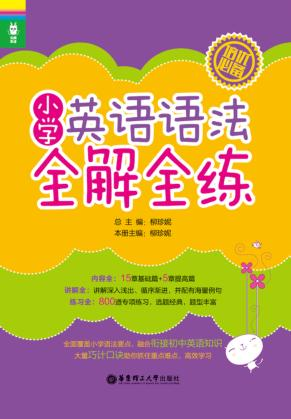 巧听必备
小学
英语语法
全解全练
总 主 编：柳珍妮
本册主编：柳珍妮
内容全：15章基础篇+5章提高篇
讲解全：讲解深入浅出、循序渐进，并配有海量例句
练习全：800道专项练习，选题经典，题型丰富
全面覆盖小学语法要点，融合衔接初中英语知识
大量巧计口诀助你抓住重点难点，高效学习
华东理工大学出版社